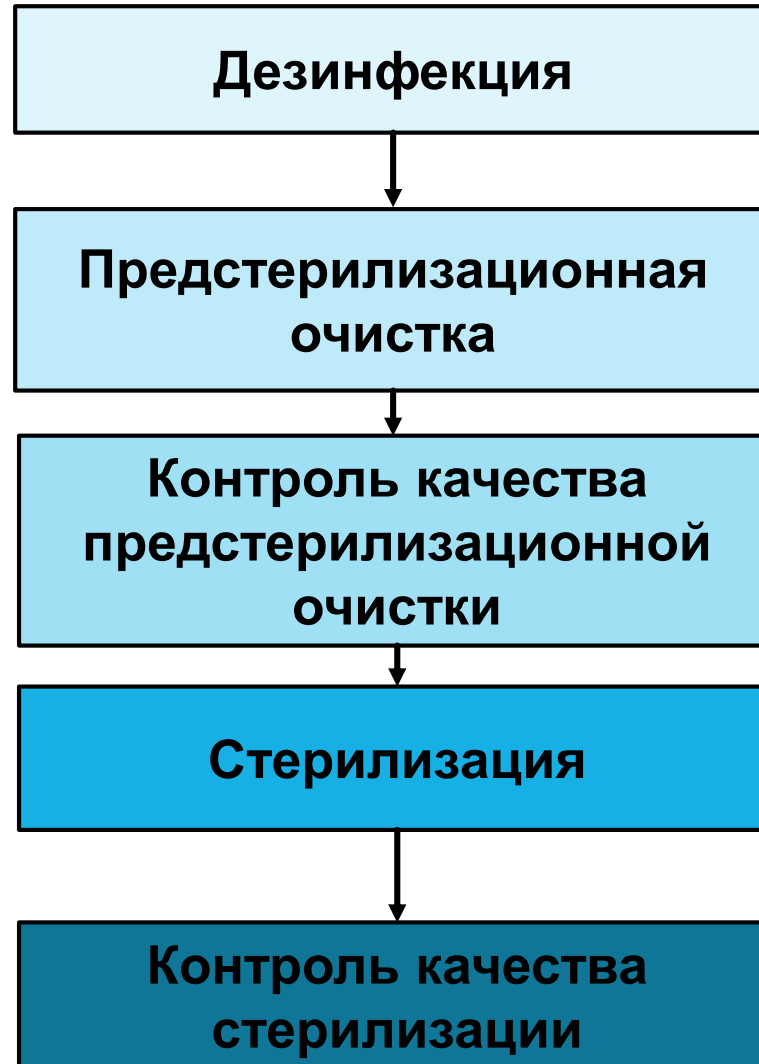 Дезинфекция
Предстерилизационная
очистка
Контроль качества
предстерилизационной
очистки
Стерилизация
Контроль качества
стерилизации